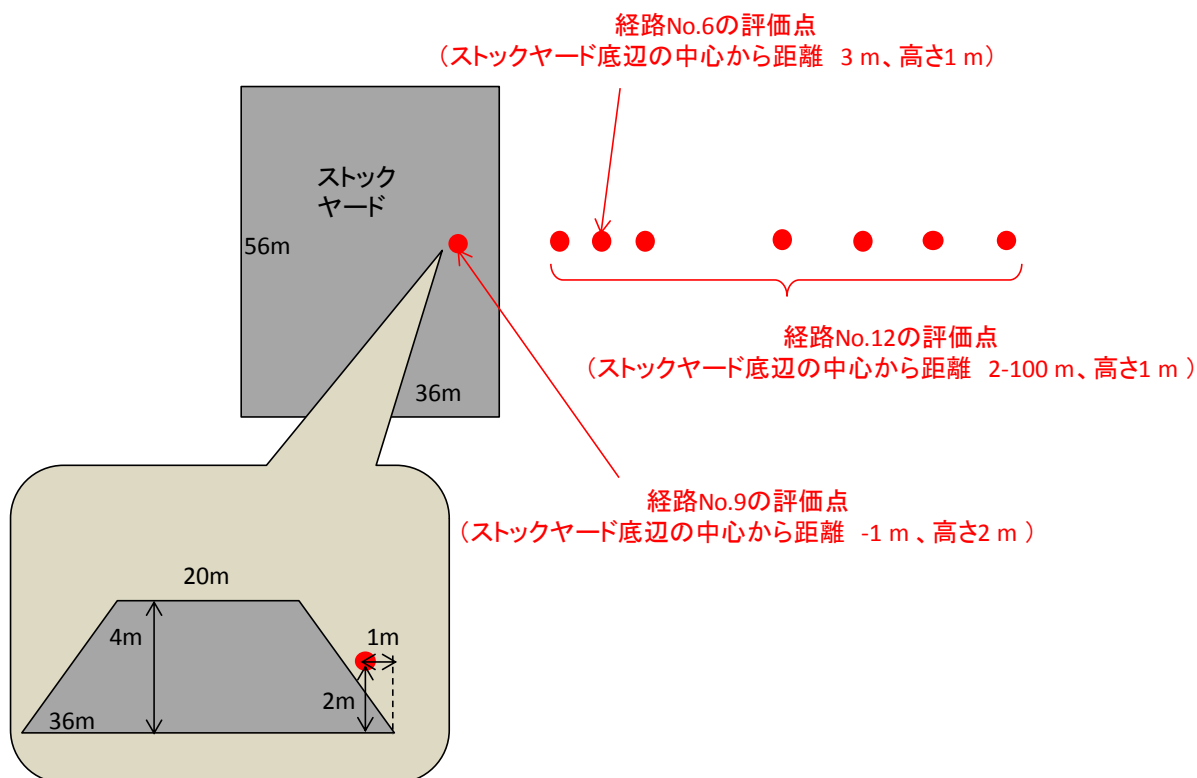 経路No.6の評価点
（ストックヤード底辺の中心から距離 3 m、高さ1 m）
ストック
ヤード
56m
36m
経路No.12の評価点
（ストックヤード底辺の中心から距離 2-100 m、高さ1 m ）
経路No.9の評価点
（ストックヤード底辺の中心から距離 -1 m 、高さ2 m ）
20m
4m
1m
2m
36m